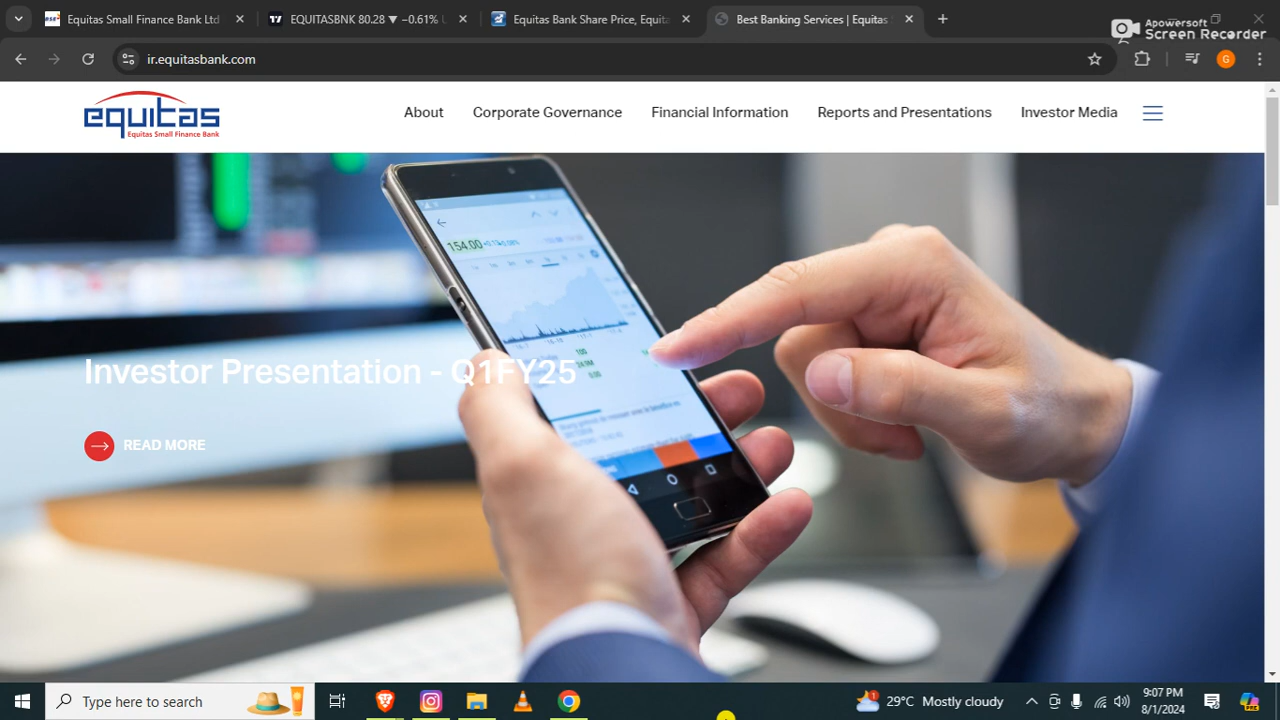 Equitas Small Finance Bank Ltd
EQUITASBNK 80.28 ▼ −0.61% U
Equitas Bank Share Price, Equita
Best Banking Services | Equitas
Apowersoft
Screen Recorder
ir.equitasbank.com
G
equitas
Equitas Small Finance Bank
About
Corporate Governance
Financial Information
Reports and Presentations
Investor Media
154.00
Investor Presentation - Q1FY25
READ MORE
Type here to search
1
29°C Mostly cloudy
9:07 PM
8/1/2024
PRE